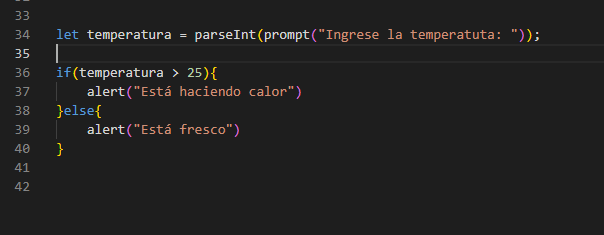 33
34 let temperatura = parseInt(prompt("Ingrese la temperatuta: "));
35
36 if(temperatura > 25){
37 alert("Está haciendo calor")
38 }else{
39 alert("Está fresco")
40 }
41
42